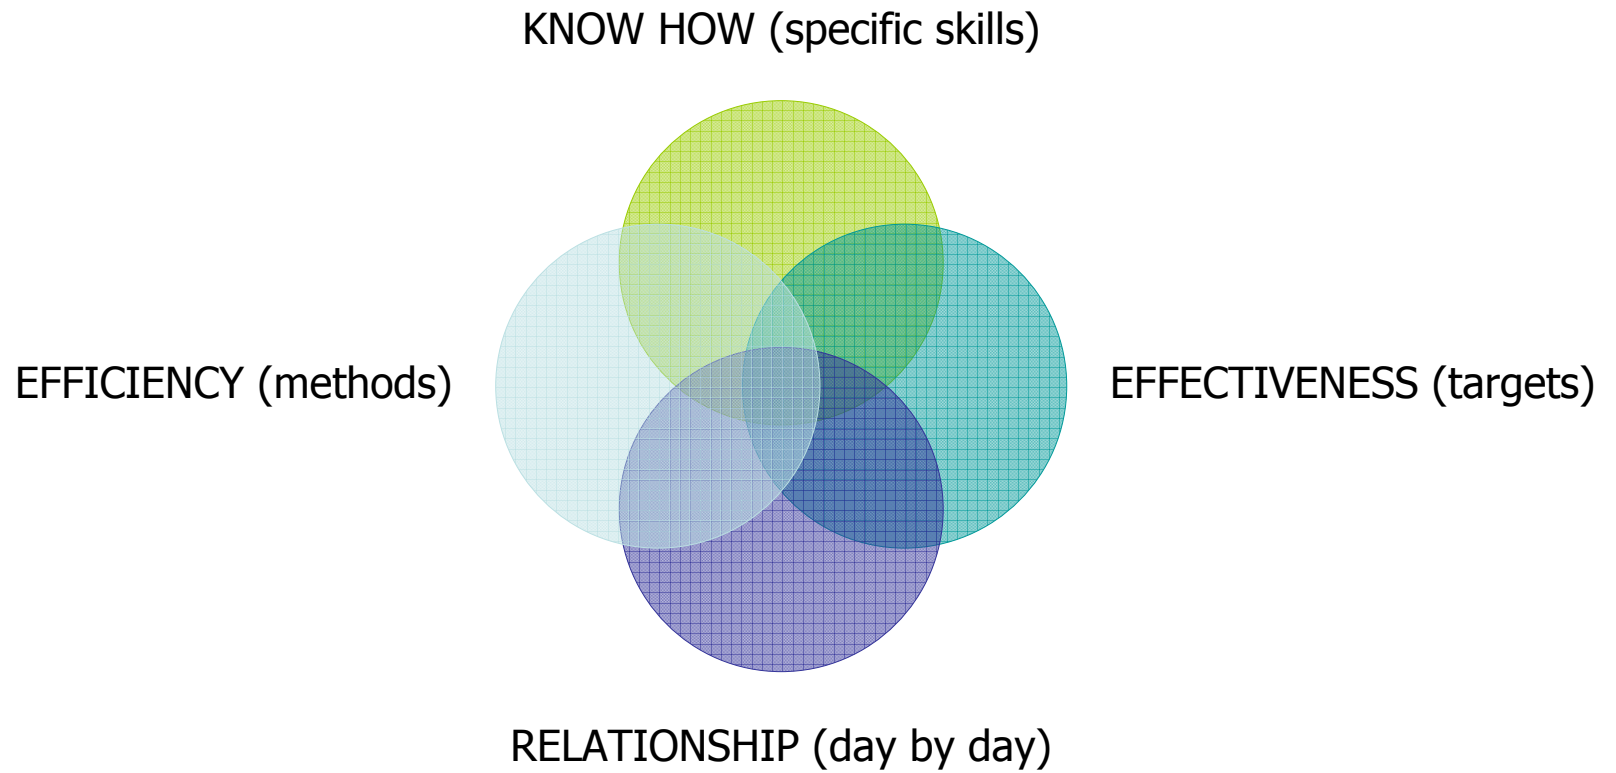 KNOW HOW (specific skills)
EFFICIENCY (methods)
EFFECTIVENESS (targets)
RELATIONSHIP (day by day)